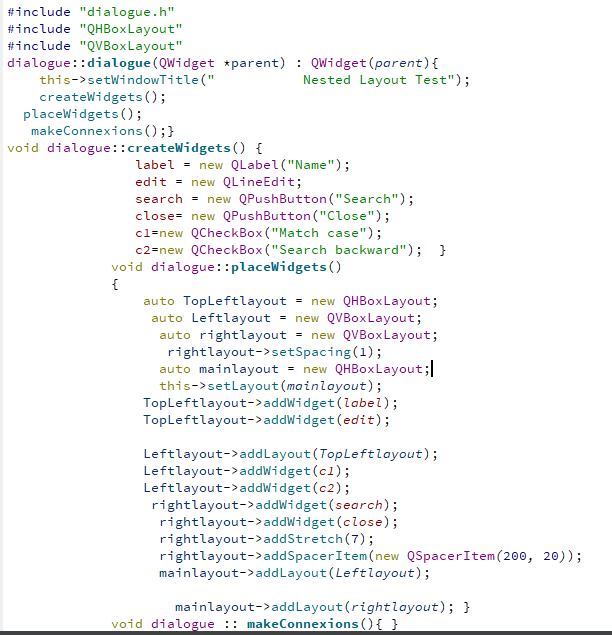 #include "dialogue.h"
#include "QHBoxLayout"
#include "QVBoxLayout"
dialogue::dialogue(QWidget *parent) : QWidget(parent){
    this->setWindowTitle("           Nested Layout Test");
    createWidgets();
  placeWidgets();
   makeConnexions();}
void dialogue::createWidgets() {
                label = new QLabel("Name");
                edit = new QLineEdit;
                search = new QPushButton("Search");
                close= new QPushButton("Close");
                c1=new QCheckBox("Match case");
                c2=new QCheckBox("Search backward");  }
             void dialogue::placeWidgets()
             {
                 auto TopLeftlayout = new QHBoxLayout;
                  auto Leftlayout = new QVBoxLayout;
                   auto rightlayout = new QVBoxLayout;
                    rightlayout->setSpacing(1);
                   auto mainlayout = new QHBoxLayout;
                   this->setLayout(mainlayout);
                 TopLeftlayout->addWidget(label);
                 TopLeftlayout->addWidget(edit);

                 Leftlayout->addLayout(TopLeftlayout);
                 Leftlayout->addWidget(c1);
                 Leftlayout->addWidget(c2);
                  rightlayout->addWidget(search);
                   rightlayout->addWidget(close);
                   rightlayout->addStretch(7);
                   rightlayout->addSpacerItem(new QSpacerItem(200, 20));
                   mainlayout->addLayout(Leftlayout);

                     mainlayout->addLayout(rightlayout); }
             void dialogue :: makeConnexions(){ }